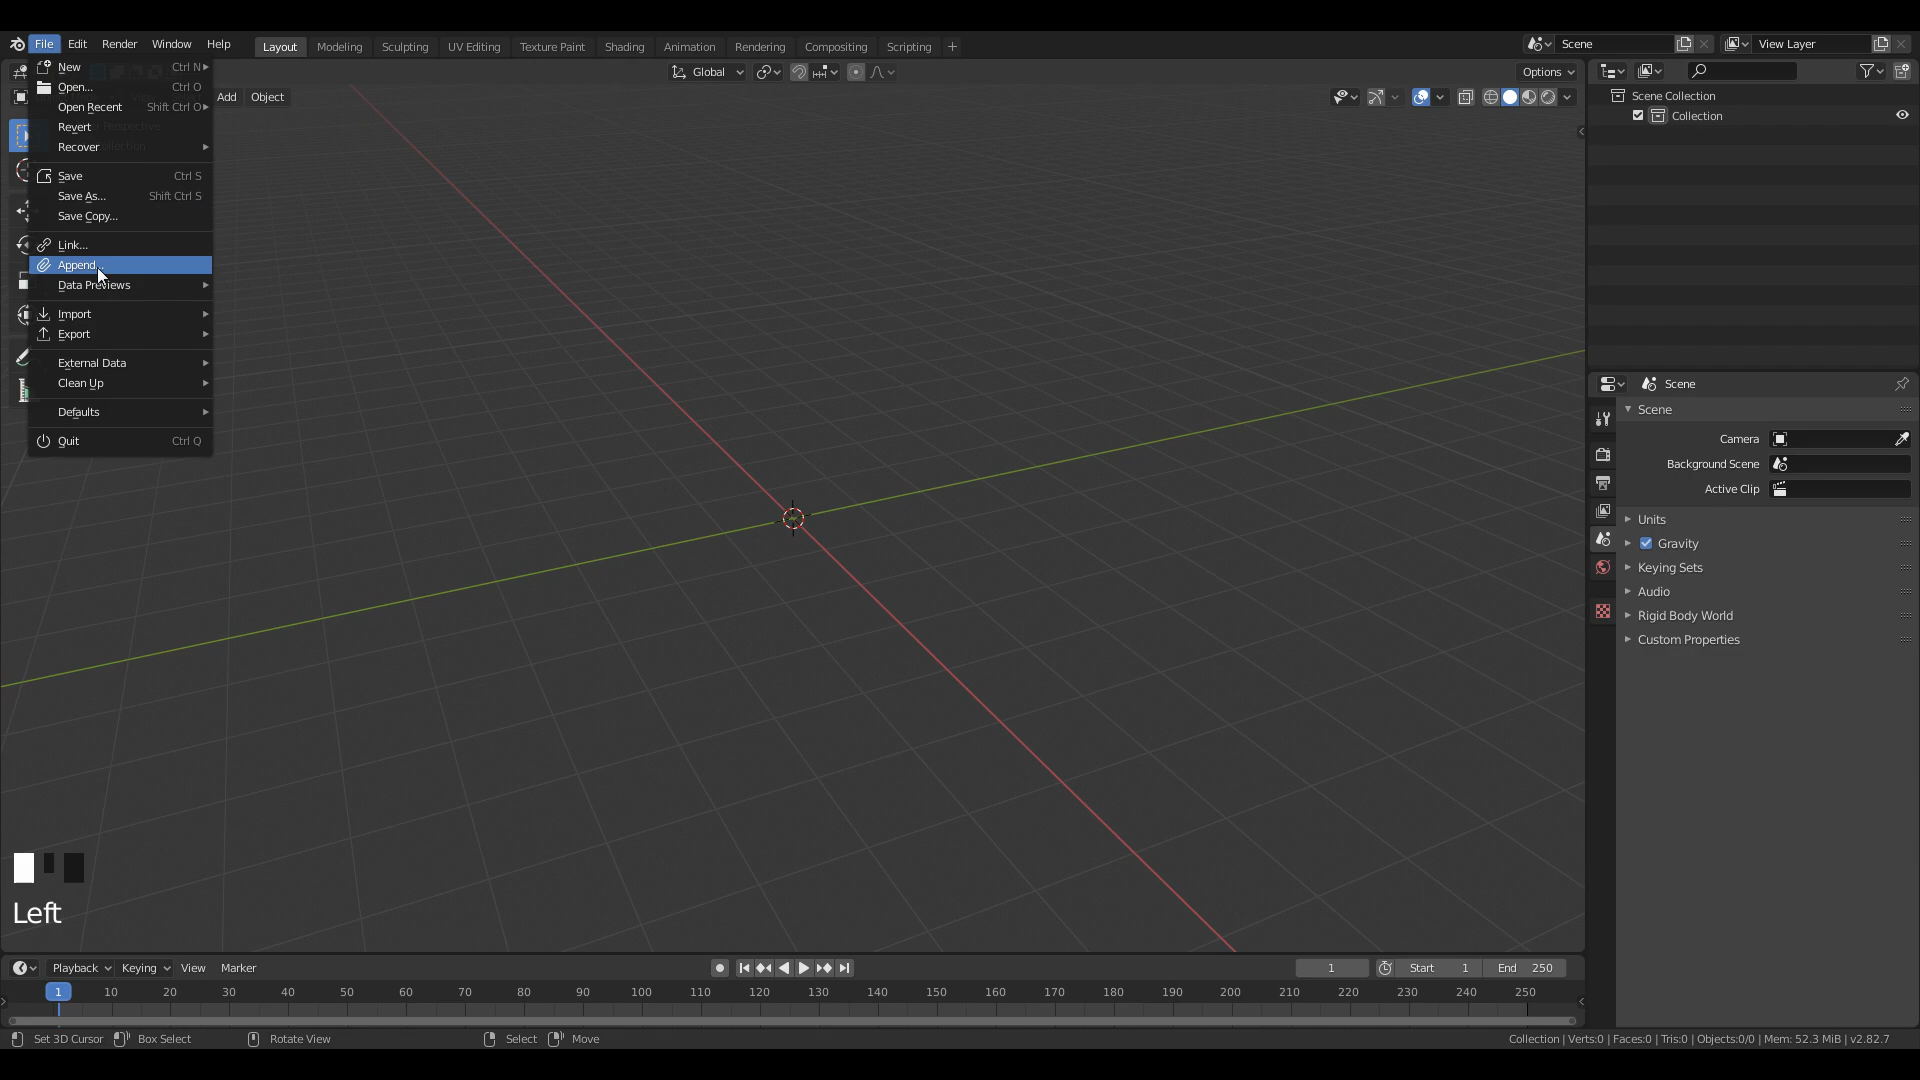 File Edit Render Window Help Layout Modeling Sculpting UV Editing Texture Paint Shading Animation Rendering Compositing Scripting + Scene View Layer
New Ctrl N
Open... Ctrl O
Open Recent Shift Ctrl O
Revert
Recover
Save Ctrl S
Save As... Shift Ctrl S
Save Copy...
Link...
Append...
Data Previews
Import
Export
External Data
Clean Up
Defaults
Quit Ctrl Q
Global Options
Add Object
Perspective
Scene Collection
Collection
Scene
Scene
Camera
Background Scene
Active Clip
Units
Gravity
Keying Sets
Audio
Rigid Body World
Custom Properties
Left
Playback Keying View Marker 1 Start 1 End 250
1 10 20 30 40 50 60 70 80 90 100 110 120 130 140 150 160 170 180 190 200 210 220 230 240 250
Set 3D Cursor Box Select Rotate View Select Move Collection | Verts:0 | Faces:0 | Tris:0 | Objects:0/0 | Mem: 52.3 MiB | v2.82.7